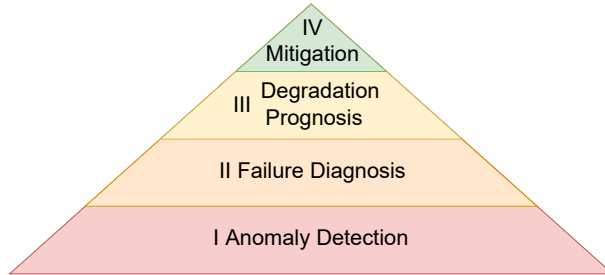 IV
Mitigation
III Degradation
Prognosis
II Failure Diagnosis
I Anomaly Detection